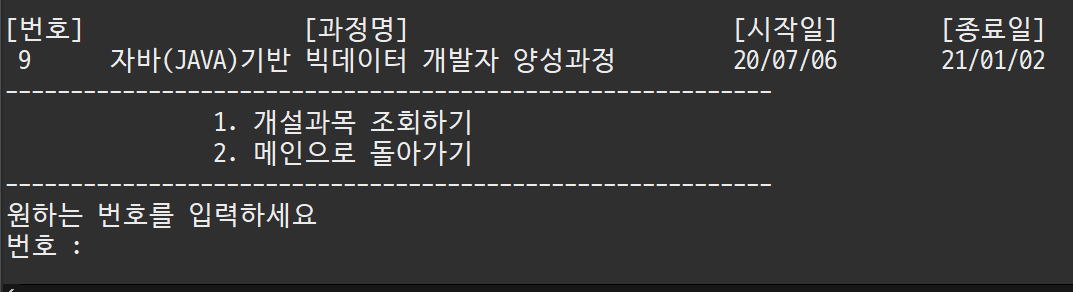 [번호] [과정명] [시작일] [종료일]
9 자바(JAVA)기반 빅데이터 개발자 양성과정 20/07/06 21/01/02
-----------------------------------------------------------
1. 개설과목 조회하기
2. 메인으로 돌아가기
-----------------------------------------------------------
원하는 번호를 입력하세요
번호 :